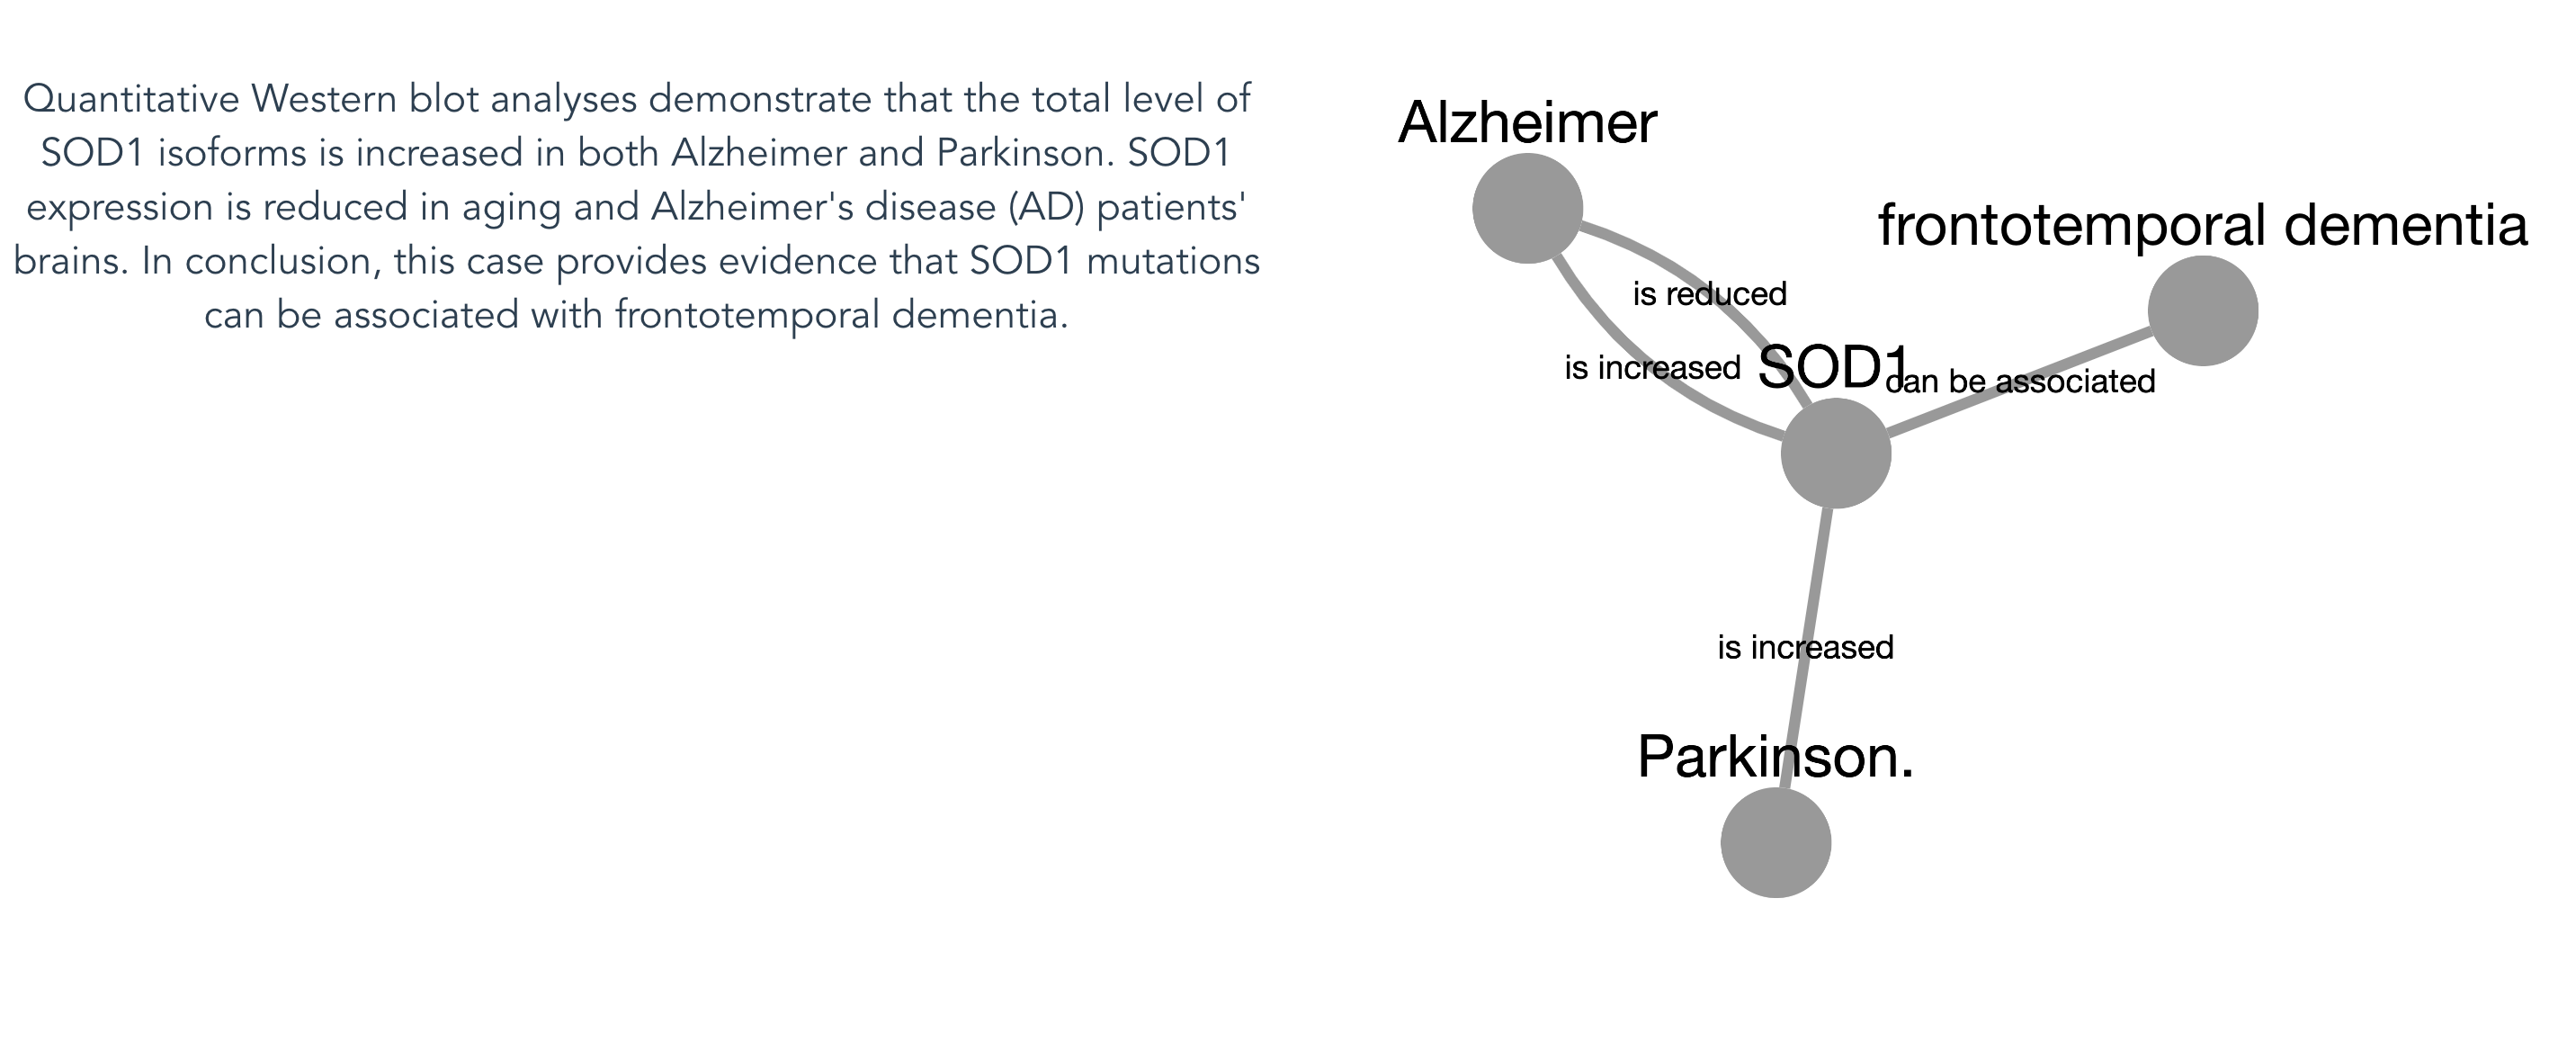 Quantitative Western blot analyses demonstrate that the total level of
SOD1 isoforms is increased in both Alzheimer and Parkinson. SOD1
expression is reduced in aging and Alzheimer's disease (AD) patients'
brains. In conclusion, this case provides evidence that SOD1 mutations
can be associated with frontotemporal dementia.
Alzheimer
frontotemporal dementia
is reduced
is increased
SOD1
can be associated
is increased
Parkinson.